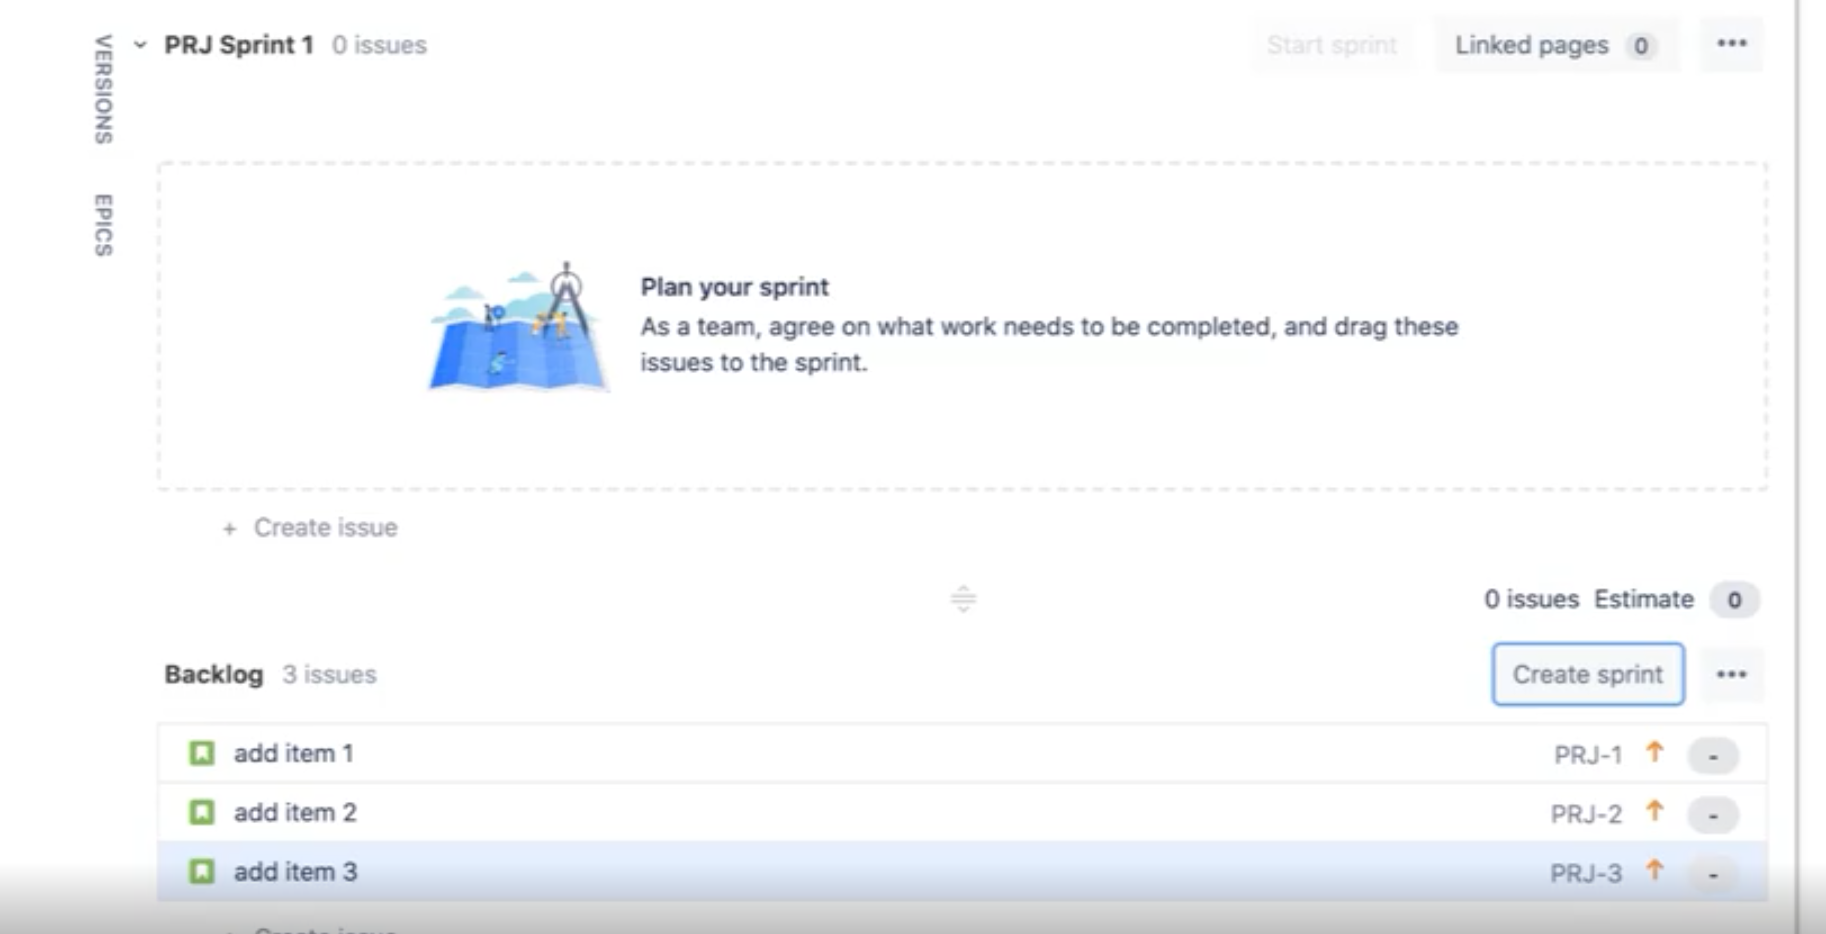 VERSIONS
PRJ Sprint 1 0 issues
Start sprint
Linked pages 0
EPICS
Plan your sprint
As a team, agree on what work needs to be completed, and drag these
issues to the sprint.
+ Create issue
0 issues Estimate 0
Backlog 3 issues
Create sprint
add item 1 PRJ-1 -
add item 2 PRJ-2 -
add item 3 PRJ-3 -
Create issue